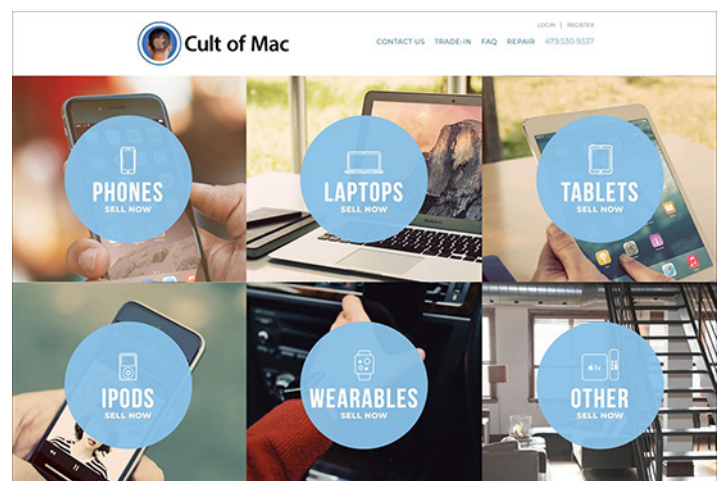 LOGIN | REGISTER
Cult of Mac
CONTACT US TRADE-IN FAQ REPAIR 479.530.9337
PHONES
SELL NOW
LAPTOPS
SELL NOW
TABLETS
SELL NOW
IPODS
SELL NOW
WEARABLES
SELL NOW
tv
OTHER
SELL NOW